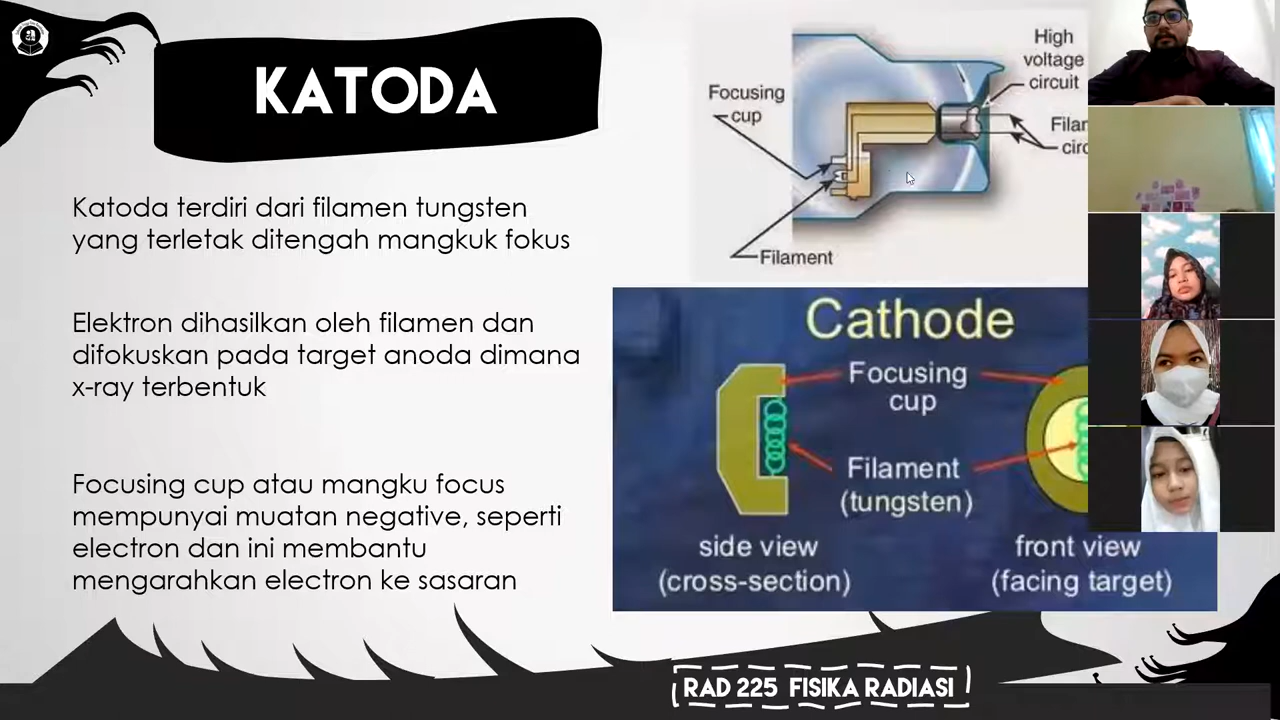 KATODA
Katoda terdiri dari filamen tungsten
yang terletak ditengah mangkuk fokus
Elektron dihasilkan oleh filamen dan
difokuskan pada target anoda dimana
x-ray terbentuk
Focusing cup atau mangku focus
mempunyai muatan negative, seperti
electron dan ini membantu
mengarahkan electron ke sasaran
Focusing
cup
High
voltage
circuit
Filament
Cathode
Focusing
cup
Filament
(tungsten)
side view
(cross-section)
front view
(facing target)
RAD 225 FISIKA RADIASI